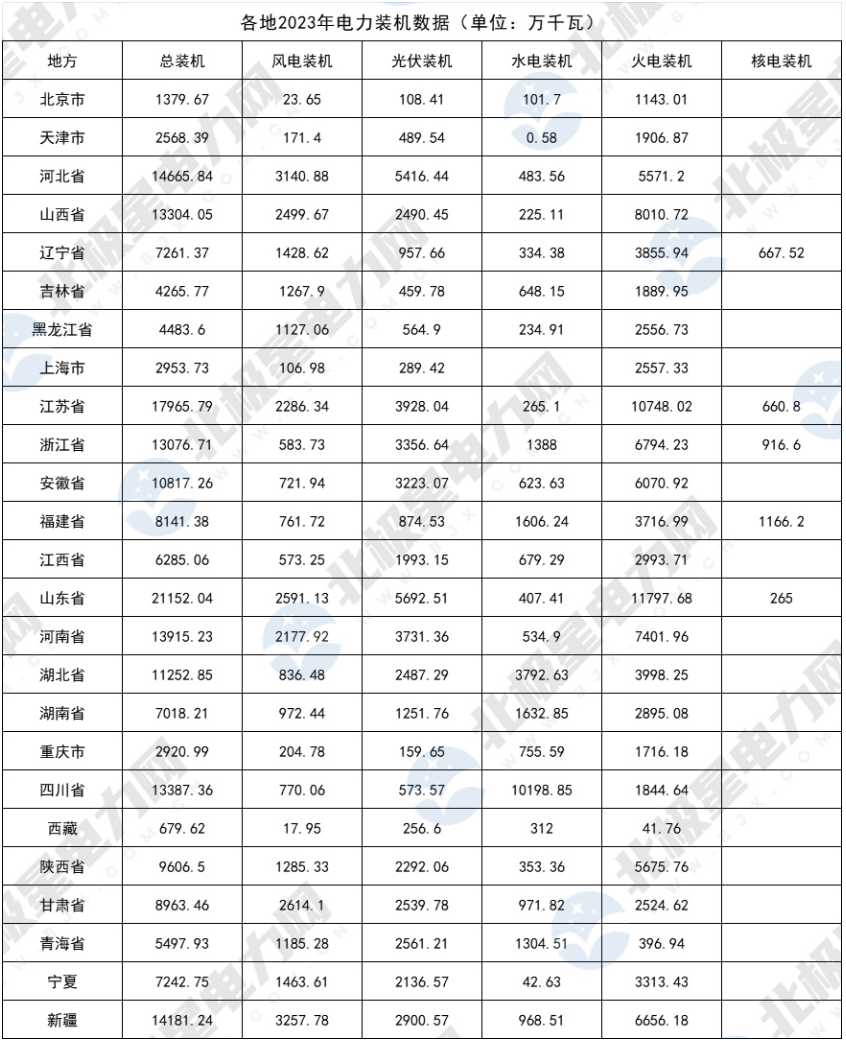 各地2023年电力装机数据（单位：万千瓦）
地方 总装机 风电装机 光伏装机 水电装机 火电装机 核电装机
北京市 1379.67 23.65 108.41 101.7 1143.01
天津市 2568.39 171.4 489.54 0.58 1906.87
河北省 14665.84 3140.88 5416.44 483.56 5571.2
山西省 13304.05 2499.67 2490.45 225.11 8010.72
辽宁省 7261.37 1428.62 957.66 334.38 3855.94 667.52
吉林省 4265.77 1267.9 459.78 648.15 1889.95
黑龙江省 4483.6 1127.06 564.9 234.91 2556.73
上海市 2953.73 106.98 289.42 2557.33
江苏省 17965.79 2286.34 3928.04 265.1 10748.02 660.8
浙江省 13076.71 583.73 3356.64 1388 6794.23 916.6
安徽省 10817.26 721.94 3223.07 623.63 6070.92
福建省 8141.38 761.72 874.53 1606.24 3716.99 1166.2
江西省 6285.06 573.25 1993.15 679.29 2993.71
山东省 21152.04 2591.13 5692.51 407.41 11797.68 265
河南省 13915.23 2177.92 3731.36 534.9 7401.96
湖北省 11252.85 836.48 2487.29 3792.63 3998.25
湖南省 7018.21 972.44 1251.76 1632.85 2895.08
重庆市 2920.99 204.78 159.65 755.59 1716.18
四川省 13387.36 770.06 573.57 10198.85 1844.64
西藏 679.62 17.95 256.6 312 41.76
陕西省 9606.5 1285.33 2292.06 353.36 5675.76
甘肃省 8963.46 2614.1 2539.78 971.82 2524.62
青海省 5497.93 1185.28 2561.21 1304.51 396.94
宁夏 7242.75 1463.61 2136.57 42.63 3313.43
新疆 14181.24 3257.78 2900.57 968.51 6656.18
北极星电力网
WWW.BJX.COM.CN